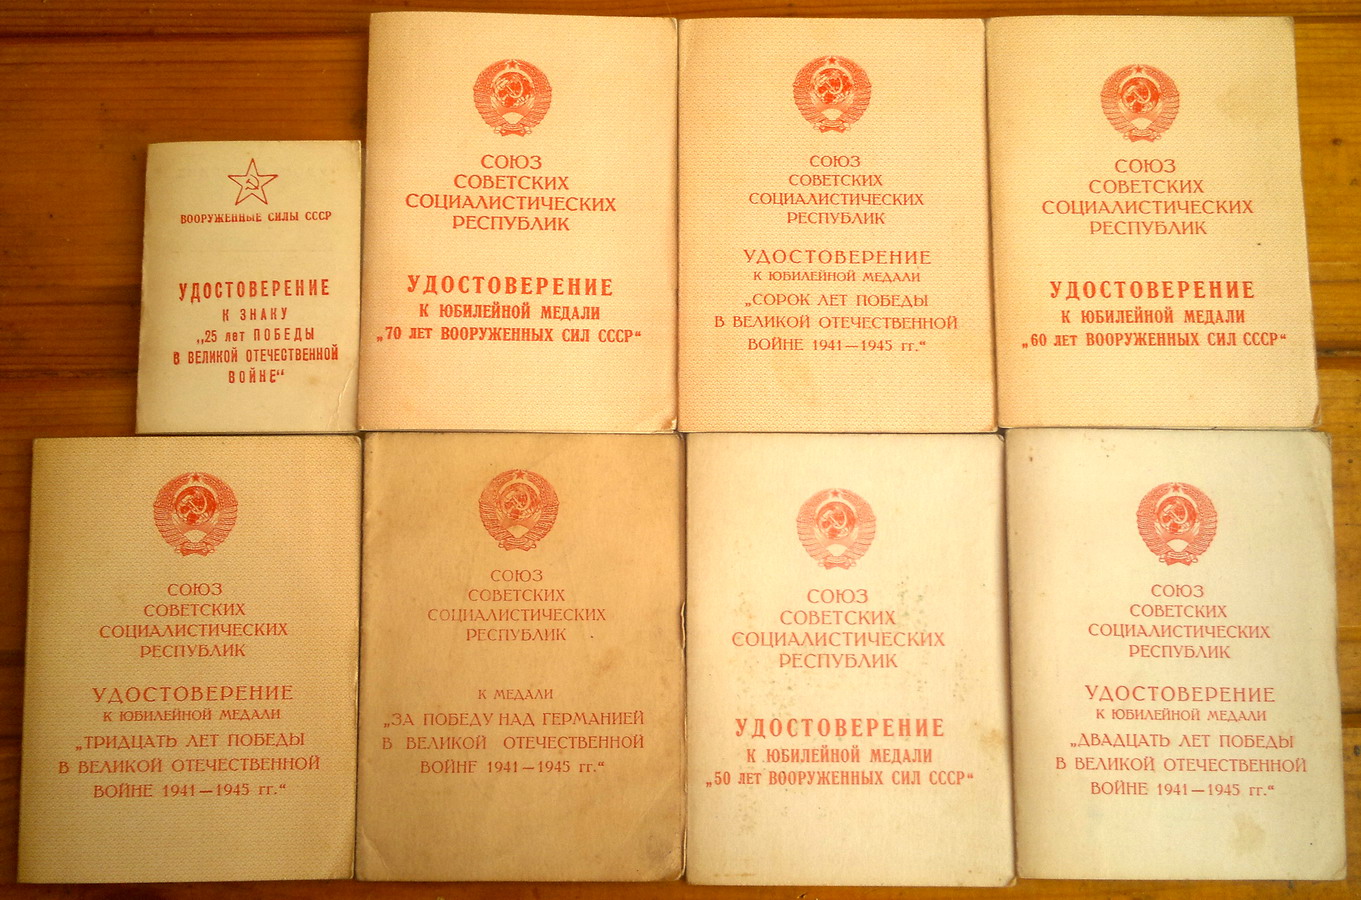 ВООРУЖЕННЫЕ СИЛЫ СССР
УДОСТОВЕРЕНИЕ
К ЗНАКУ
„25 лет ПОБЕДЫ
В ВЕЛИКОЙ ОТЕЧЕСТВЕННОЙ
ВОЙНЕ“
СОЮЗ
СОВЕТСКИХ
СОЦИАЛИСТИЧЕСКИХ
РЕСПУБЛИК
УДОСТОВЕРЕНИЕ
К ЮБИЛЕЙНОЙ МЕДАЛИ
„70 ЛЕТ ВООРУЖЕННЫХ СИЛ СССР“
СОЮЗ
СОВЕТСКИХ
СОЦИАЛИСТИЧЕСКИХ
РЕСПУБЛИК
УДОСТОВЕРЕНИЕ
К ЮБИЛЕЙНОЙ МЕДАЛИ
„СОРОК ЛЕТ ПОБЕДЫ
В ВЕЛИКОЙ ОТЕЧЕСТВЕННОЙ
ВОЙНЕ 1941—1945 гг.“
СОЮЗ
СОВЕТСКИХ
СОЦИАЛИСТИЧЕСКИХ
РЕСПУБЛИК
УДОСТОВЕРЕНИЕ
К ЮБИЛЕЙНОЙ МЕДАЛИ
„60 ЛЕТ ВООРУЖЕННЫХ СИЛ СССР“
СОЮЗ
СОВЕТСКИХ
СОЦИАЛИСТИЧЕСКИХ
РЕСПУБЛИК
УДОСТОВЕРЕНИЕ
К ЮБИЛЕЙНОЙ МЕДАЛИ
„ТРИДЦАТЬ ЛЕТ ПОБЕДЫ
В ВЕЛИКОЙ ОТЕЧЕСТВЕННОЙ
ВОЙНЕ 1941—1945 гг.“
СОЮЗ
СОВЕТСКИХ
СОЦИАЛИСТИЧЕСКИХ
РЕСПУБЛИК
К МЕДАЛИ
„ЗА ПОБЕДУ НАД ГЕРМАНИЕЙ
В ВЕЛИКОЙ ОТЕЧЕСТВЕННОЙ
ВОЙНЕ 1941—1945 гг.“
СОЮЗ
СОВЕТСКИХ
СОЦИАЛИСТИЧЕСКИХ
РЕСПУБЛИК
УДОСТОВЕРЕНИЕ
К ЮБИЛЕЙНОЙ МЕДАЛИ
„50 ЛЕТ ВООРУЖЕННЫХ СИЛ СССР“
СОЮЗ
СОВЕТСКИХ
СОЦИАЛИСТИЧЕСКИХ
РЕСПУБЛИК
УДОСТОВЕРЕНИЕ
К ЮБИЛЕЙНОЙ МЕДАЛИ
„ДВАДЦАТЬ ЛЕТ ПОБЕДЫ
В ВЕЛИКОЙ ОТЕЧЕСТВЕННОЙ
ВОЙНЕ 1941—1945 гг.“